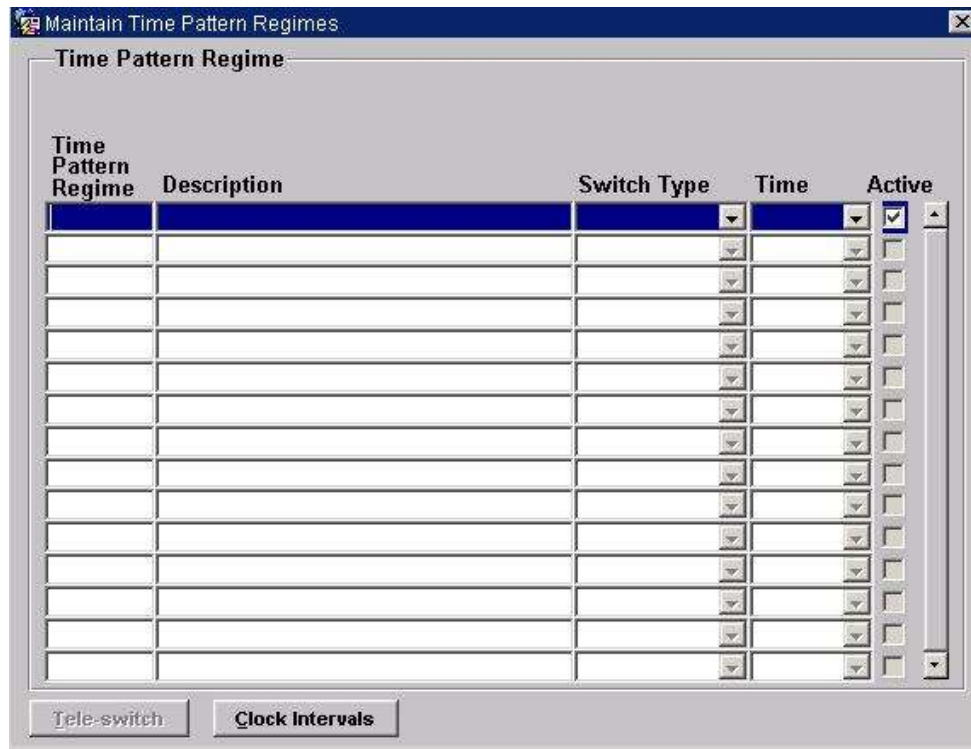 Maintain Time Pattern Regimes
Time Pattern Regime
Time
Pattern
Regime Description Switch Type Time Active
Tele-switch Clock Intervals